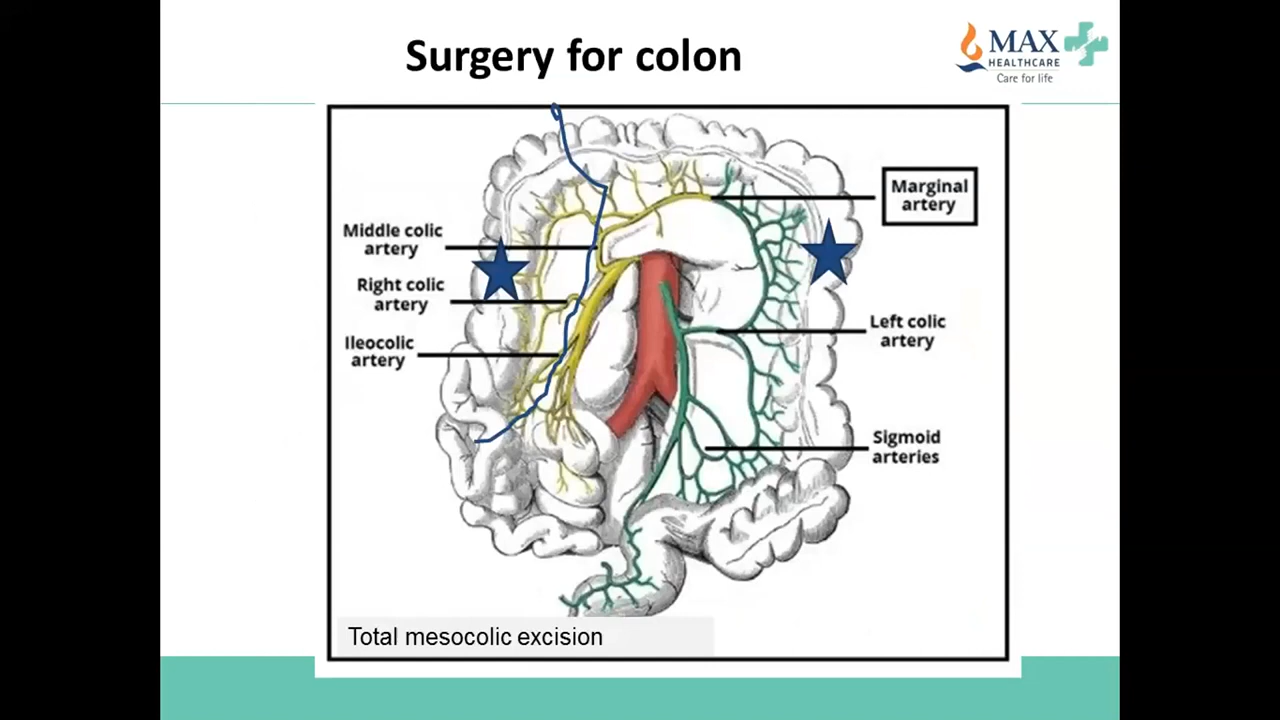 Surgery for colon
MAX
HEALTHCARE
Care for life
Marginal
artery
Middle colic
artery
Right colic
artery
Ileocolic
artery
Left colic
artery
Sigmoid
arteries
Total mesocolic excision